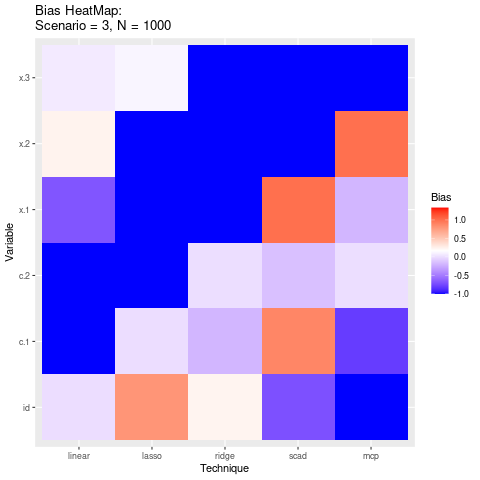 Bias HeatMap:
Scenario = 3, N = 1000
x.3
x.2
x.1
c.2
c.1
id
Variable
linear lasso ridge scad mcp
Technique
Bias
1.0
0.5
0.0
-0.5
-1.0